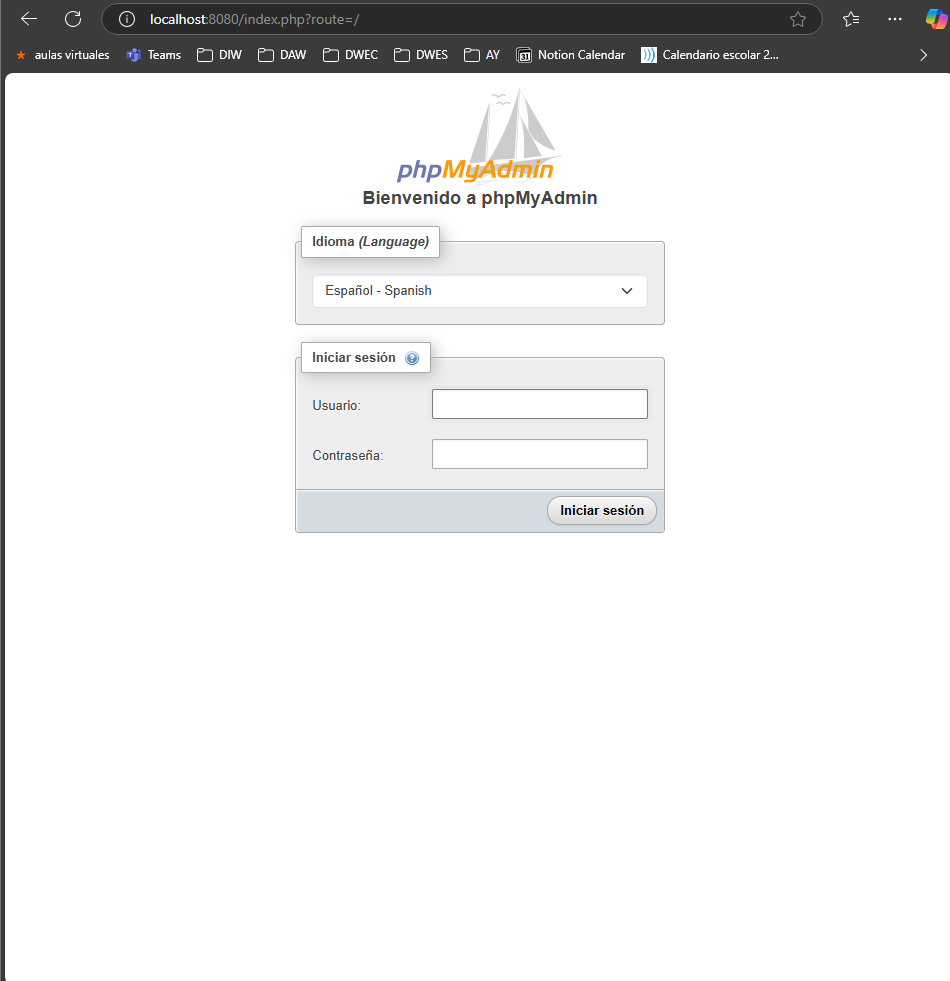 localhost:8080/index.php?route=/
aulas virtuales Teams DIW DAW DWEC DWES AY Notion Calendar Calendario escolar 2...
phpMyAdmin
Bienvenido a phpMyAdmin
Idioma (Language)
Español - Spanish
Iniciar sesión
Usuario:
Contraseña:
Iniciar sesión